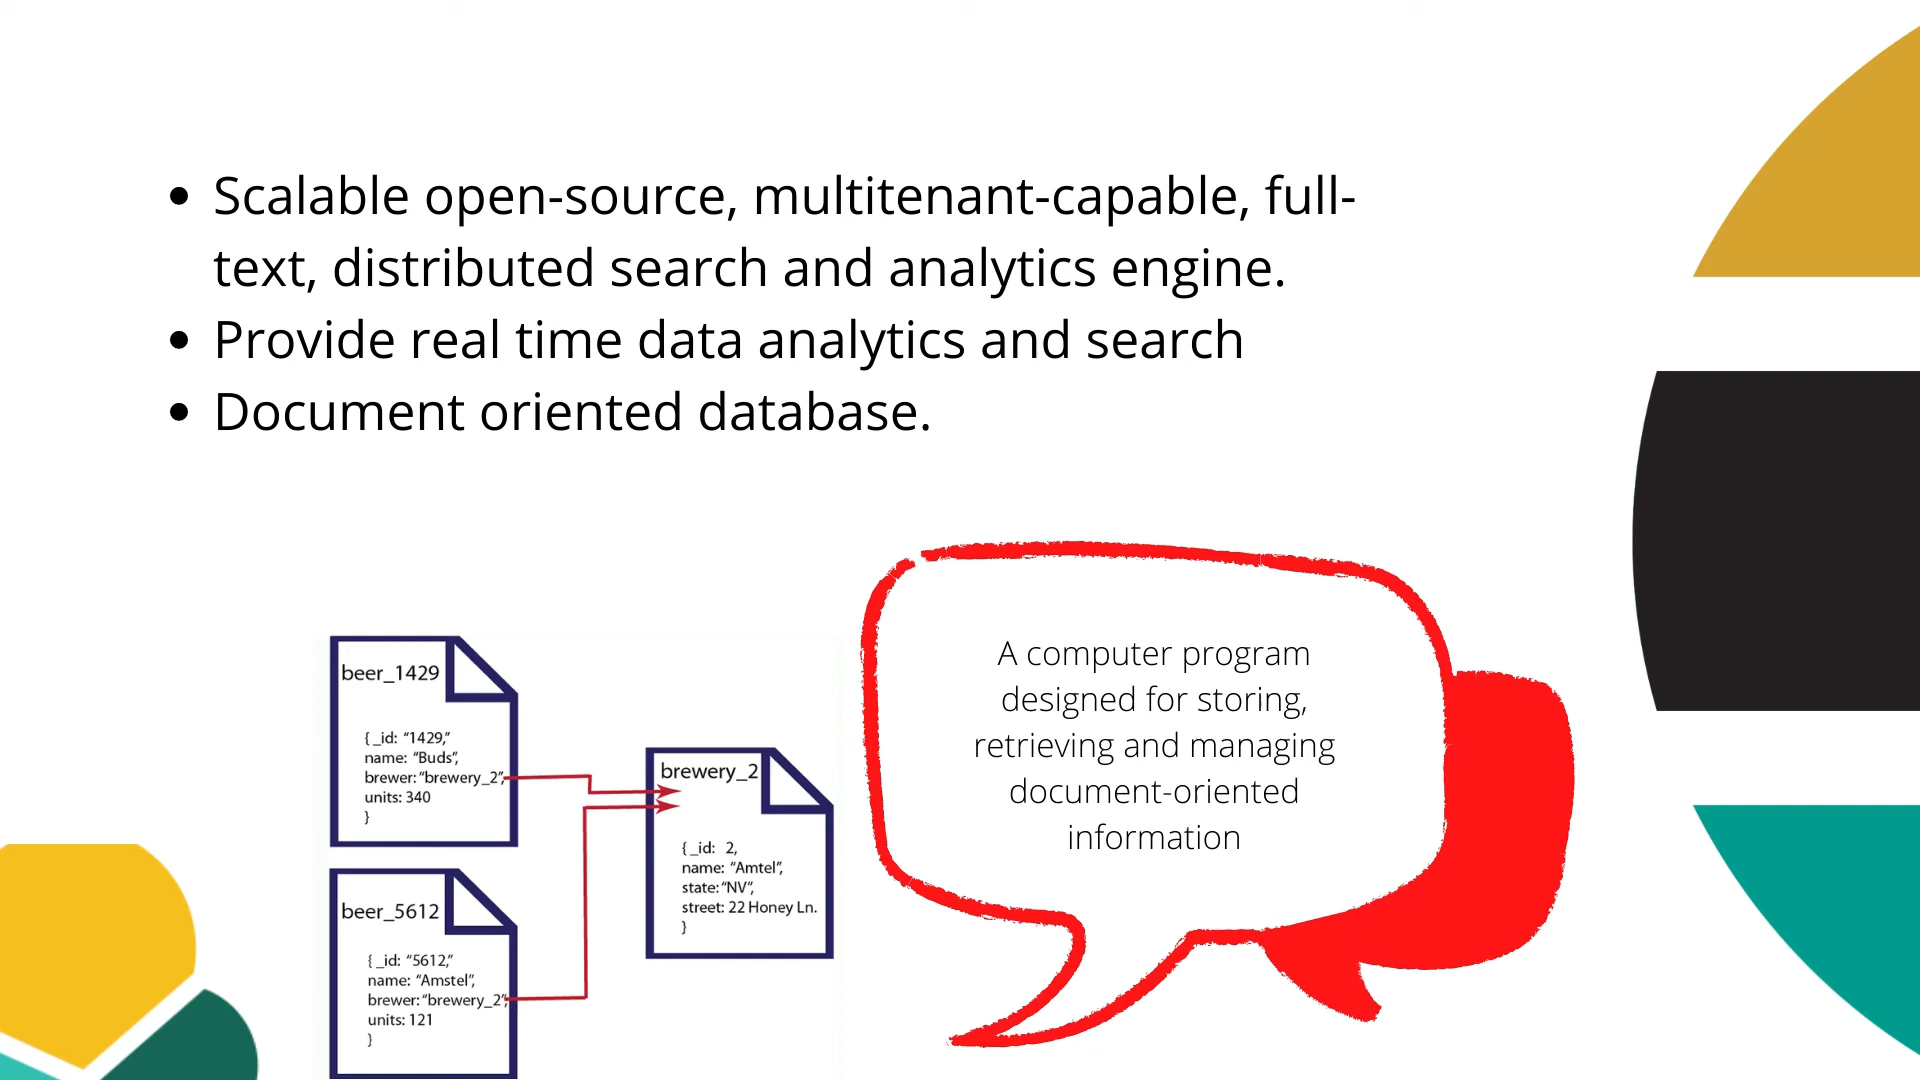 Scalable open-source, multitenant-capable, full-
text, distributed search and analytics engine.
Provide real time data analytics and search
Document oriented database.
beer_1429
{ _id: “1429,”
name: “Buds”,
brewer: “brewery_2”,
units: 340
}
brewery_2
{ _id: 2,
name: “Amtel”,
state: “NV”,
street: 22 Honey Ln.
}
beer_5612
{ _id: “5612,”
name: “Amstel”,
brewer: “brewery_2”,
units: 121
}
A computer program
designed for storing,
retrieving and managing
document-oriented
information